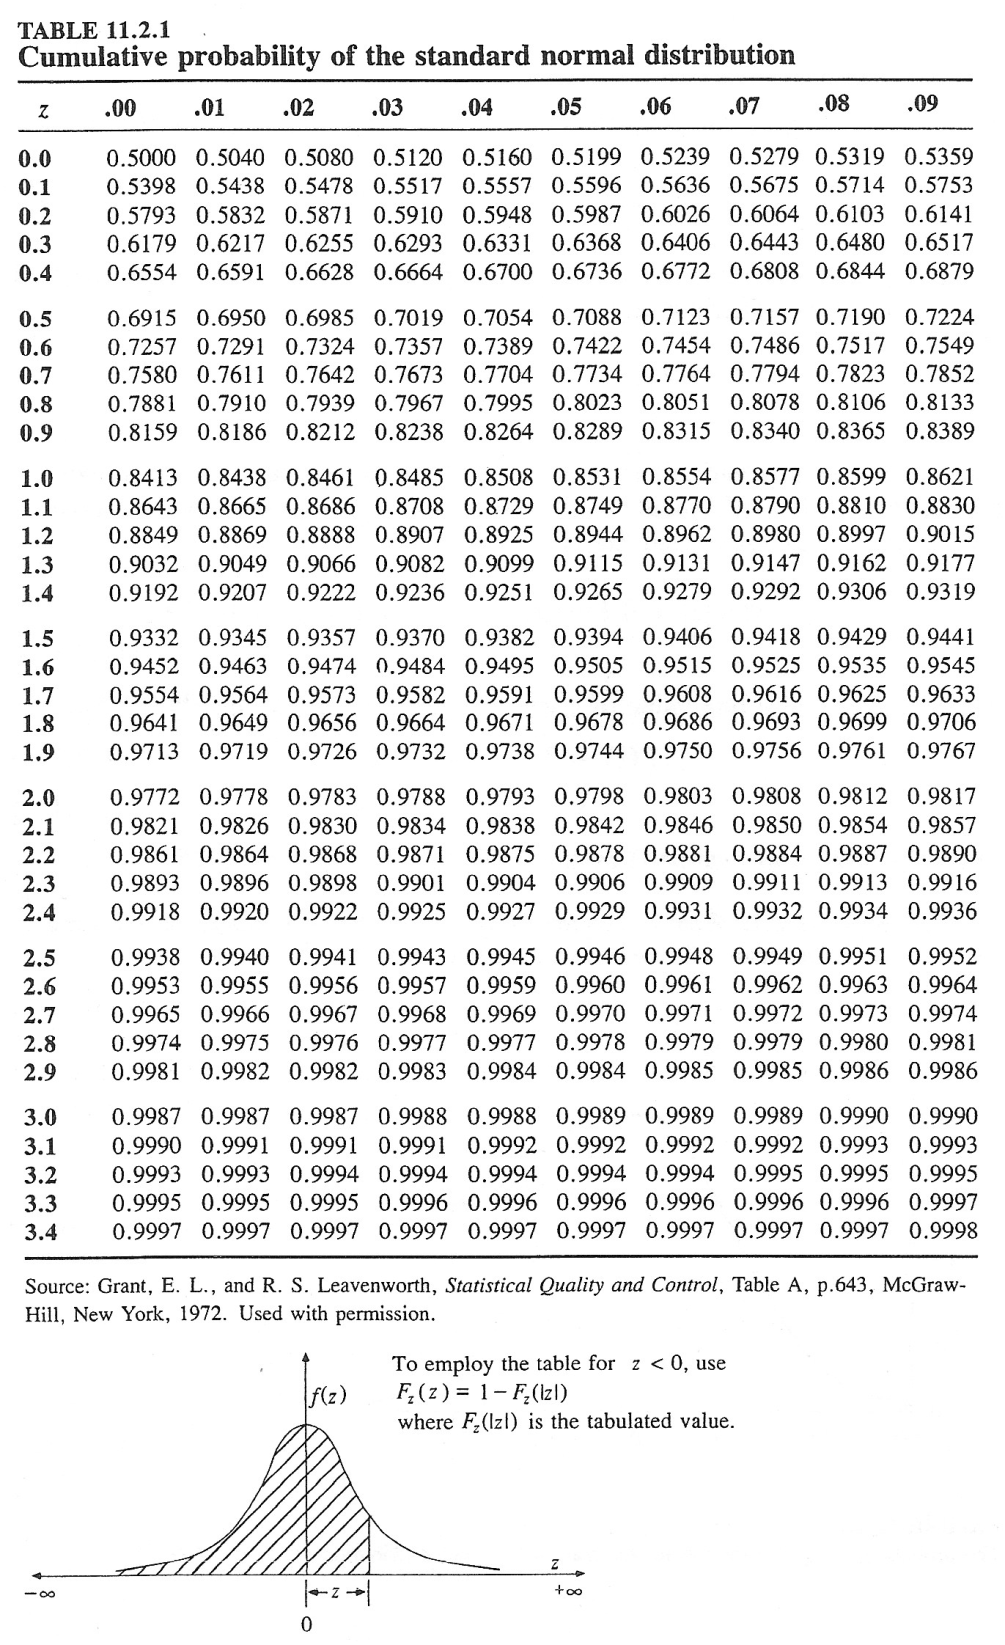 TABLE 11.2.1
Cumulative probability of the standard normal distribution
z .00 .01 .02 .03 .04 .05 .06 .07 .08 .09
0.0 0.5000 0.5040 0.5080 0.5120 0.5160 0.5199 0.5239 0.5279 0.5319 0.5359
0.1 0.5398 0.5438 0.5478 0.5517 0.5557 0.5596 0.5636 0.5675 0.5714 0.5753
0.2 0.5793 0.5832 0.5871 0.5910 0.5948 0.5987 0.6026 0.6064 0.6103 0.6141
0.3 0.6179 0.6217 0.6255 0.6293 0.6331 0.6368 0.6406 0.6443 0.6480 0.6517
0.4 0.6554 0.6591 0.6628 0.6664 0.6700 0.6736 0.6772 0.6808 0.6844 0.6879
0.5 0.6915 0.6950 0.6985 0.7019 0.7054 0.7088 0.7123 0.7157 0.7190 0.7224
0.6 0.7257 0.7291 0.7324 0.7357 0.7389 0.7422 0.7454 0.7486 0.7517 0.7549
0.7 0.7580 0.7611 0.7642 0.7673 0.7704 0.7734 0.7764 0.7794 0.7823 0.7852
0.8 0.7881 0.7910 0.7939 0.7967 0.7995 0.8023 0.8051 0.8078 0.8106 0.8133
0.9 0.8159 0.8186 0.8212 0.8238 0.8264 0.8289 0.8315 0.8340 0.8365 0.8389
1.0 0.8413 0.8438 0.8461 0.8485 0.8508 0.8531 0.8554 0.8577 0.8599 0.8621
1.1 0.8643 0.8665 0.8686 0.8708 0.8729 0.8749 0.8770 0.8790 0.8810 0.8830
1.2 0.8849 0.8869 0.8888 0.8907 0.8925 0.8944 0.8962 0.8980 0.8997 0.9015
1.3 0.9032 0.9049 0.9066 0.9082 0.9099 0.9115 0.9131 0.9147 0.9162 0.9177
1.4 0.9192 0.9207 0.9222 0.9236 0.9251 0.9265 0.9279 0.9292 0.9306 0.9319
1.5 0.9332 0.9345 0.9357 0.9370 0.9382 0.9394 0.9406 0.9418 0.9429 0.9441
1.6 0.9452 0.9463 0.9474 0.9484 0.9495 0.9505 0.9515 0.9525 0.9535 0.9545
1.7 0.9554 0.9564 0.9573 0.9582 0.9591 0.9599 0.9608 0.9616 0.9625 0.9633
1.8 0.9641 0.9649 0.9656 0.9664 0.9671 0.9678 0.9686 0.9693 0.9699 0.9706
1.9 0.9713 0.9719 0.9726 0.9732 0.9738 0.9744 0.9750 0.9756 0.9761 0.9767
2.0 0.9772 0.9778 0.9783 0.9788 0.9793 0.9798 0.9803 0.9808 0.9812 0.9817
2.1 0.9821 0.9826 0.9830 0.9834 0.9838 0.9842 0.9846 0.9850 0.9854 0.9857
2.2 0.9861 0.9864 0.9868 0.9871 0.9875 0.9878 0.9881 0.9884 0.9887 0.9890
2.3 0.9893 0.9896 0.9898 0.9901 0.9904 0.9906 0.9909 0.9911 0.9913 0.9916
2.4 0.9918 0.9920 0.9922 0.9925 0.9927 0.9929 0.9931 0.9932 0.9934 0.9936
2.5 0.9938 0.9940 0.9941 0.9943 0.9945 0.9946 0.9948 0.9949 0.9951 0.9952
2.6 0.9953 0.9955 0.9956 0.9957 0.9959 0.9960 0.9961 0.9962 0.9963 0.9964
2.7 0.9965 0.9966 0.9967 0.9968 0.9969 0.9970 0.9971 0.9972 0.9973 0.9974
2.8 0.9974 0.9975 0.9976 0.9977 0.9977 0.9978 0.9979 0.9979 0.9980 0.9981
2.9 0.9981 0.9982 0.9982 0.9983 0.9984 0.9984 0.9985 0.9985 0.9986 0.9986
3.0 0.9987 0.9987 0.9987 0.9988 0.9988 0.9989 0.9989 0.9989 0.9990 0.9990
3.1 0.9990 0.9991 0.9991 0.9991 0.9992 0.9992 0.9992 0.9992 0.9993 0.9993
3.2 0.9993 0.9993 0.9994 0.9994 0.9994 0.9994 0.9994 0.9995 0.9995 0.9995
3.3 0.9995 0.9995 0.9995 0.9996 0.9996 0.9996 0.9996 0.9996 0.9996 0.9997
3.4 0.9997 0.9997 0.9997 0.9997 0.9997 0.9997 0.9997 0.9997 0.9997 0.9998
Source: Grant, E. L., and R. S. Leavenworth, Statistical Quality and Control, Table A, p.643, McGraw-
Hill, New York, 1972. Used with permission.
To employ the table for z < 0, use
f(z)
F_z(z) = 1 − F_z(|z|)
where F_z(|z|) is the tabulated value.
z
−∞
z
+∞
0